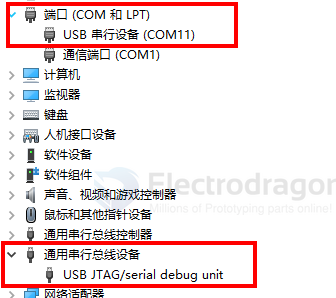 端口 (COM 和 LPT)
USB 串行设备 (COM11)
通信端口 (COM1)
计算机
监视器
键盘
人机接口设备
软件设备
软件组件
声音、视频和游戏控制器
鼠标和其他指针设备
通用串行总线控制器
通用串行总线设备
USB JTAG/serial debug unit
网络适配器
Electrodragon
Millions of Prototyping parts online!